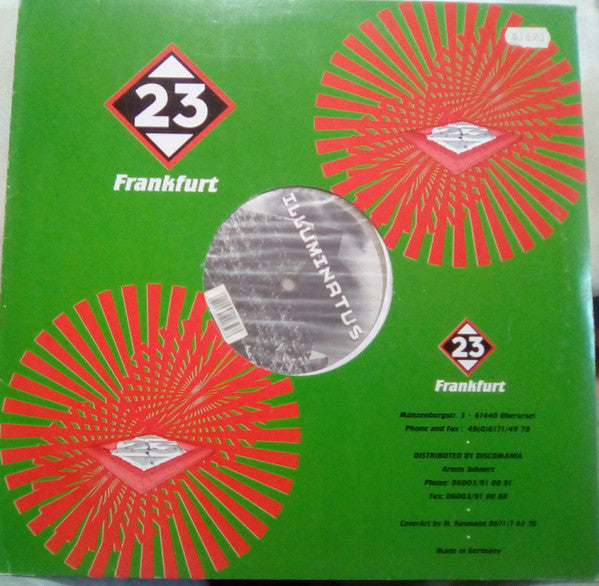 23
Frankfurt
ILLUMINATUS
23
Frankfurt
Münzenburgstr. 3 • 61440 Oberursel
Phone and Fax : 49(0)6171/49 78
DISTRIBUTED BY DISCOMANIA
Armin Johnert
Phone: 06003/91 00 91
Fax: 06003/91 00 88
CoverArt by M. Kosmann 0671/7 62 16
Made in Germany